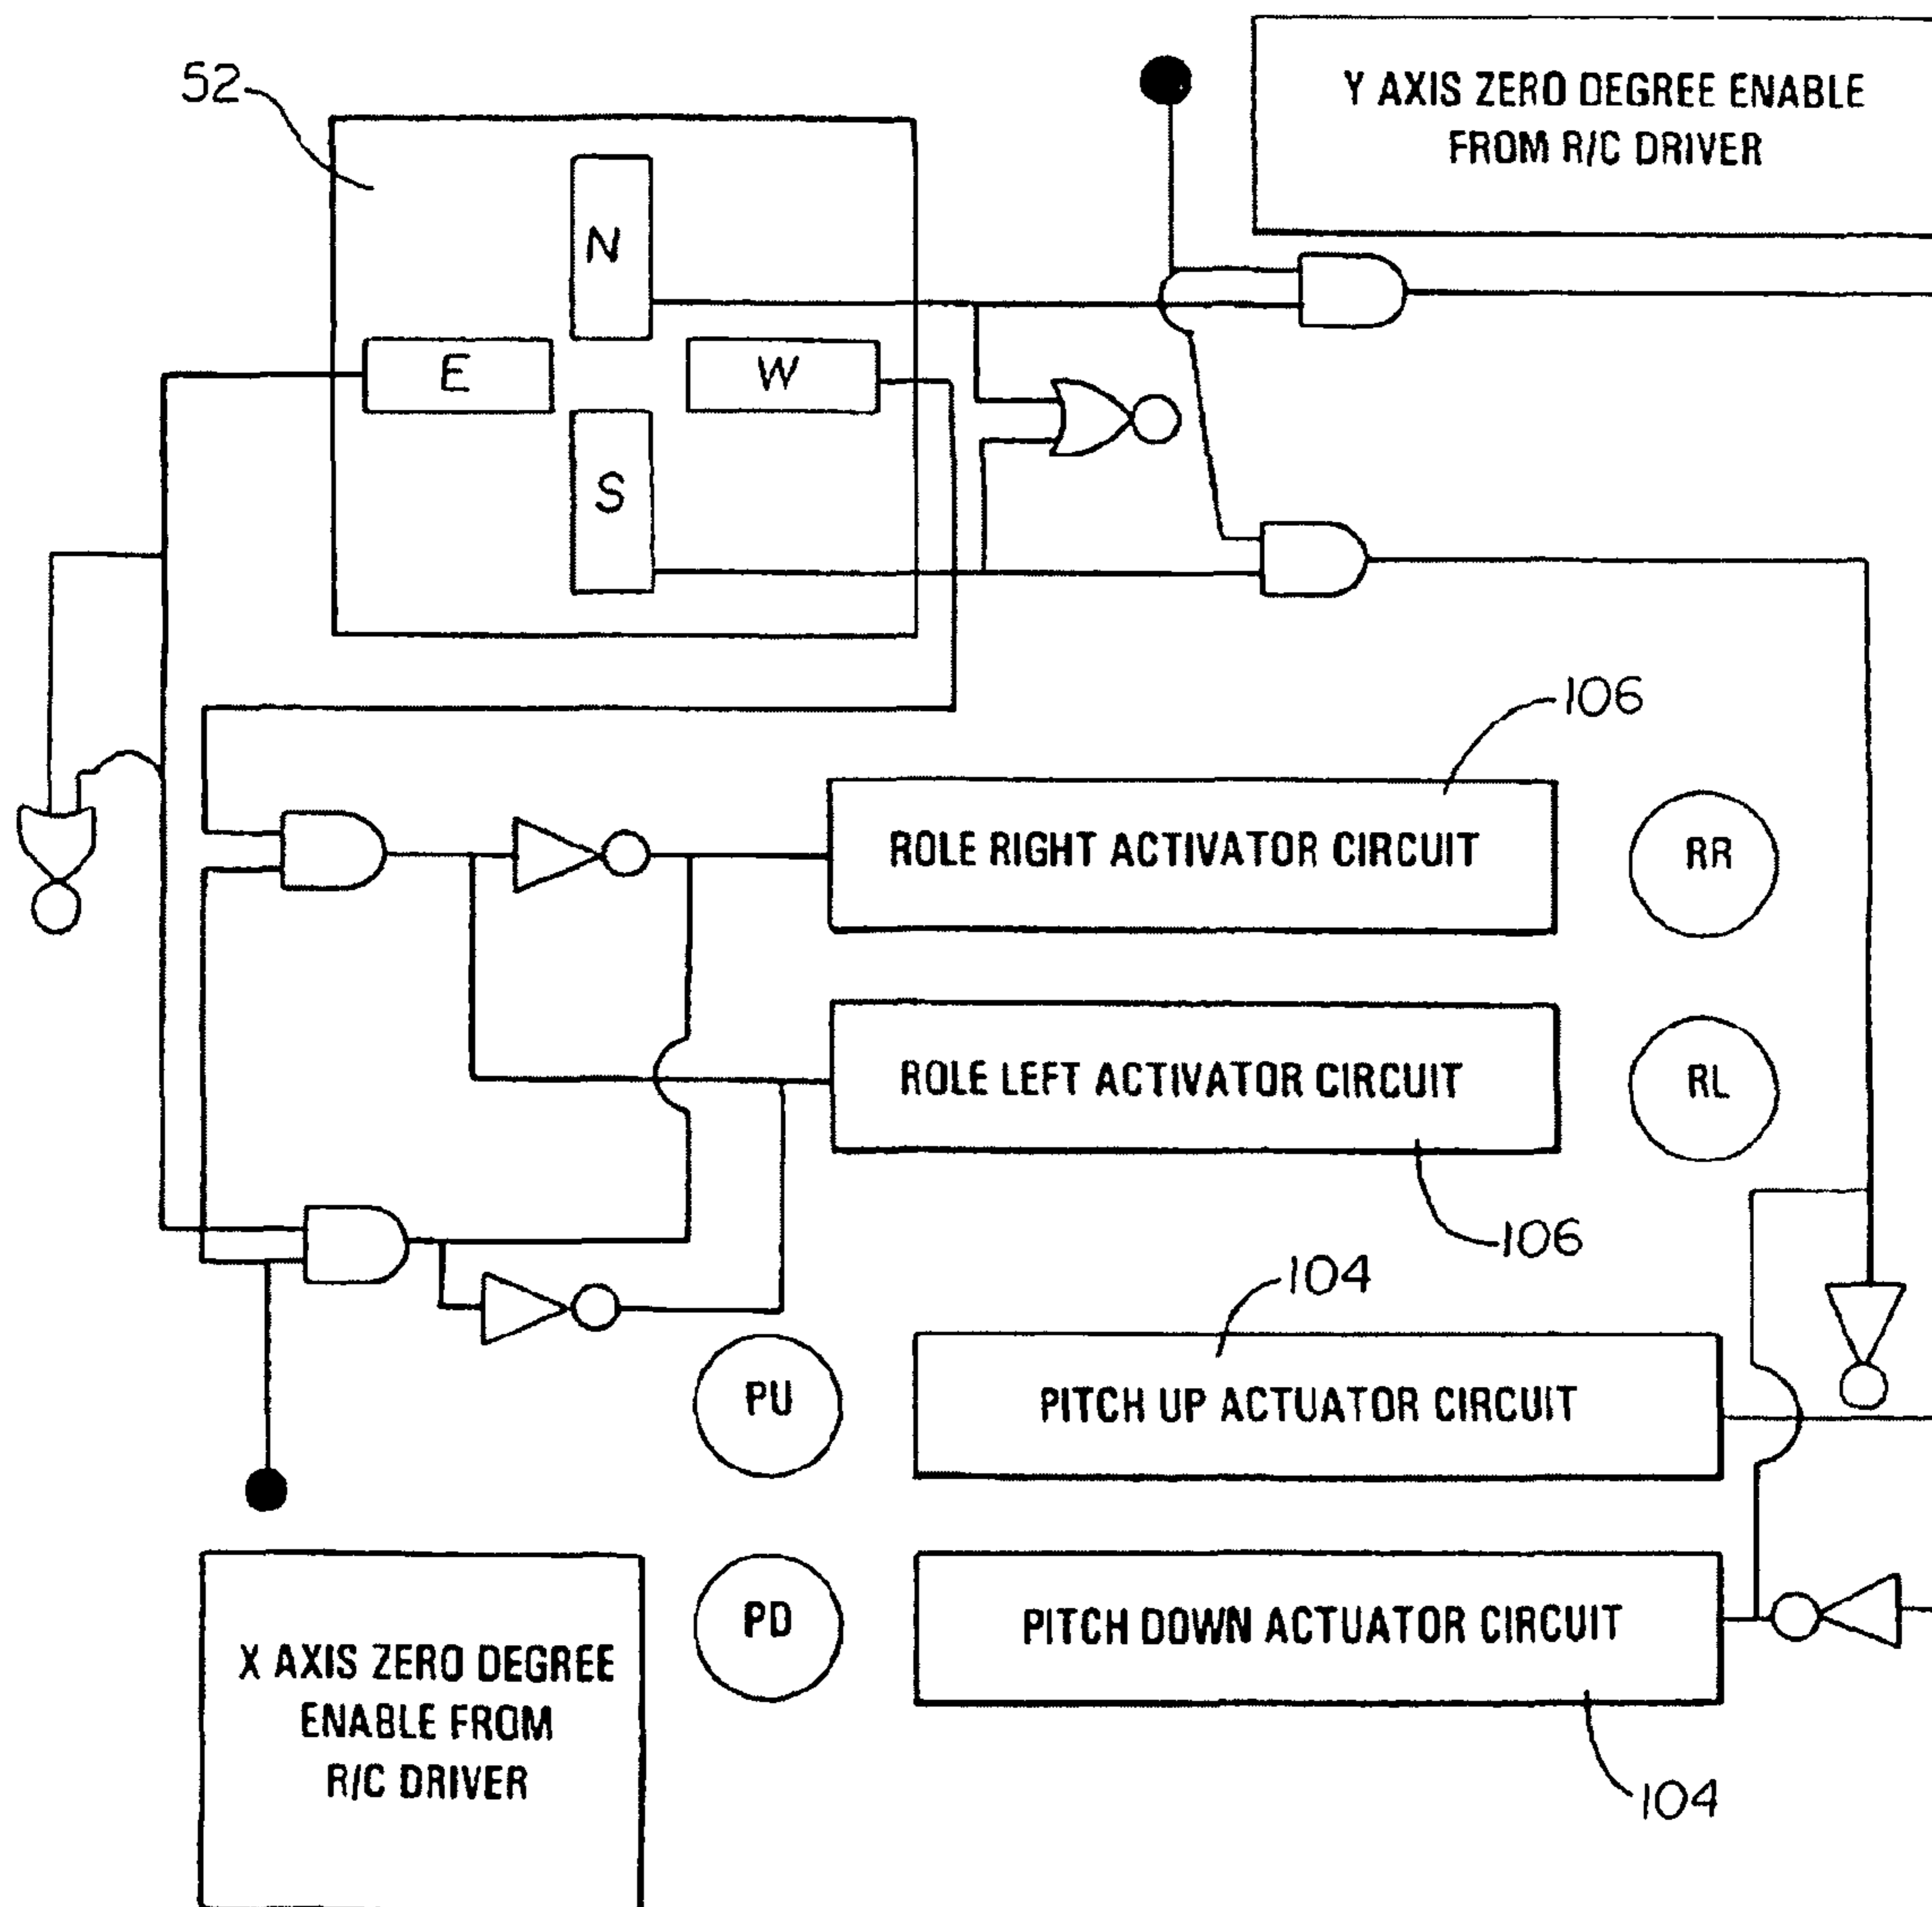 52
Y AXIS ZERO DEGREE ENABLE
FROM R/C DRIVER
N
E
W
S
106
ROLE RIGHT ACTIVATOR CIRCUIT
RR
ROLE LEFT ACTIVATOR CIRCUIT
RL
106
104
PU
PITCH UP ACTUATOR CIRCUIT
PD
PITCH DOWN ACTUATOR CIRCUIT
X AXIS ZERO DEGREE
ENABLE FROM
R/C DRIVER
104